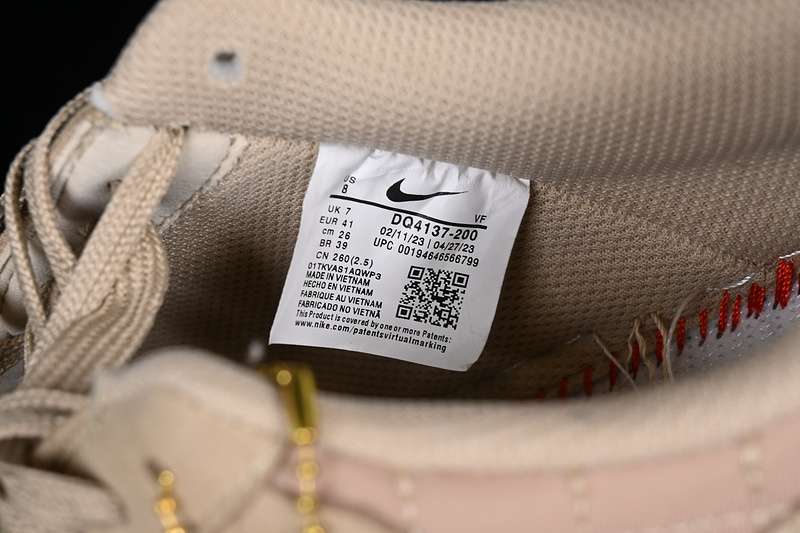 US
8
UK 7
EUR 41
cm 26
BR 39
CN 260(2.5)
VF
DQ4137-200
02/11/23 | 04/27/23
UPC 00194646566799
01TKVAS1AQWP3
MADE IN VIETNAM
HECHO EN VIETNAM
FABRIQUE AU VIETNAM
FABRICADO NO VIETNÃ
This Product is covered by one or more Patents:
www.nike.com/patentsvirtualmarking